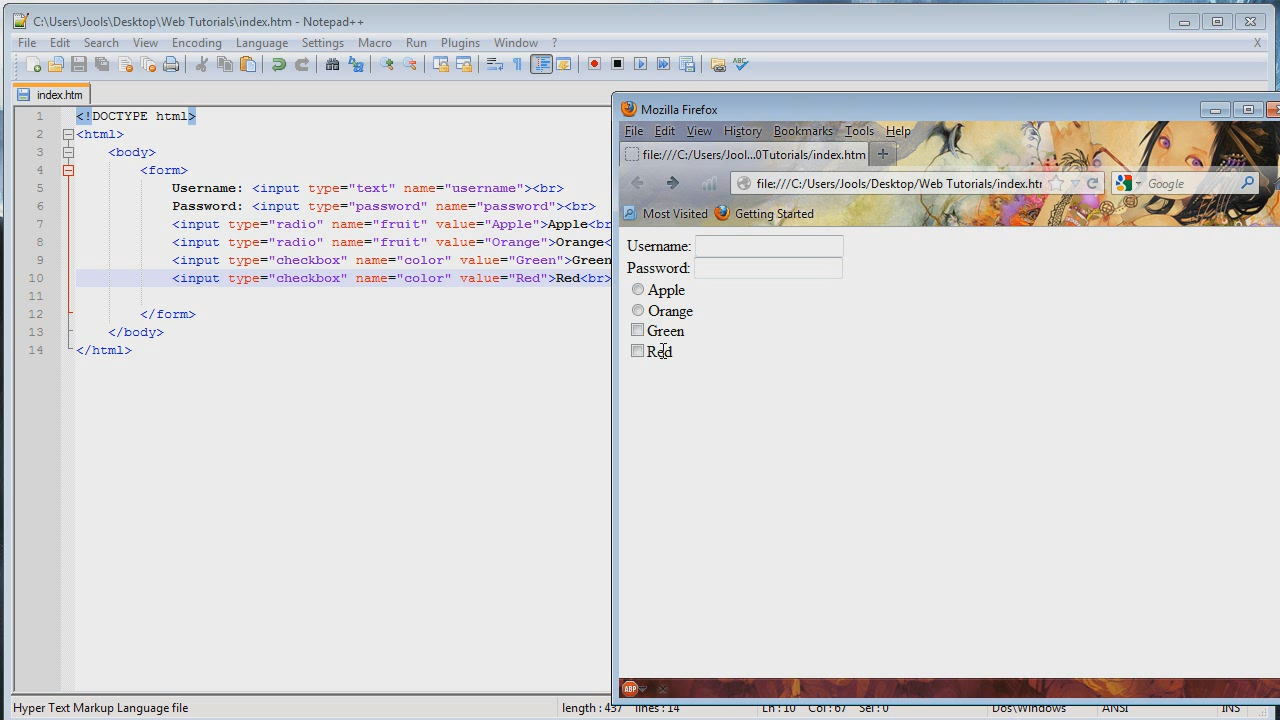 C:\Users\Jools\Desktop\Web Tutorials\index.htm - Notepad++
File Edit Search View Encoding Language Settings Macro Run Plugins Window ? X
index.htm
1 <!DOCTYPE html>
2 <html>
3 <body>
4 <form>
5 Username: <input type="text" name="username"><br>
6 Password: <input type="password" name="password"><br>
7 <input type="radio" name="fruit" value="Apple">Apple<br
8 <input type="radio" name="fruit" value="Orange">Orange<
9 <input type="checkbox" name="color" value="Green">Green
10 <input type="checkbox" name="color" value="Red">Red<br>
11
12 </form>
13 </body>
14 </html>
Mozilla Firefox
File Edit View History Bookmarks Tools Help
file:///C:/Users/Jool...0Tutorials/index.htm
file:///C:/Users/Jools/Desktop/Web Tutorials/index.htm
Google
Most Visited Getting Started
Username:
Password:
Apple
Orange
Green
Red
ABP
Hyper Text Markup Language file length : 437 lines : 14 Ln : 10 Col : 67 Sel : 0 Dos\Windows ANSI INS